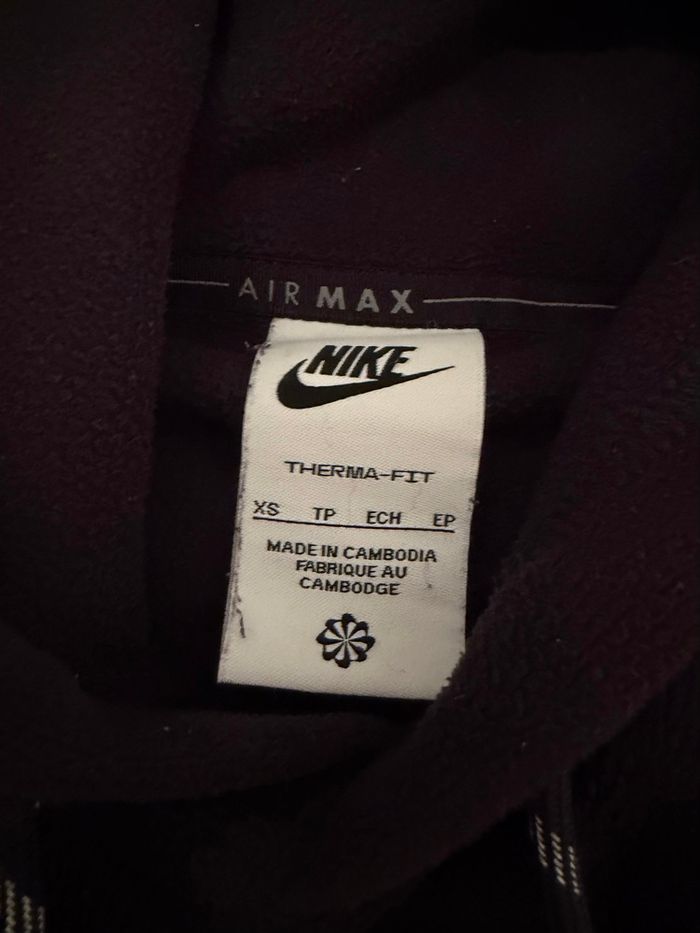 AIR MAX
NIKE
THERMA-FIT
XS TP ECH EP
MADE IN CAMBODIA
FABRIQUE AU
CAMBODGE